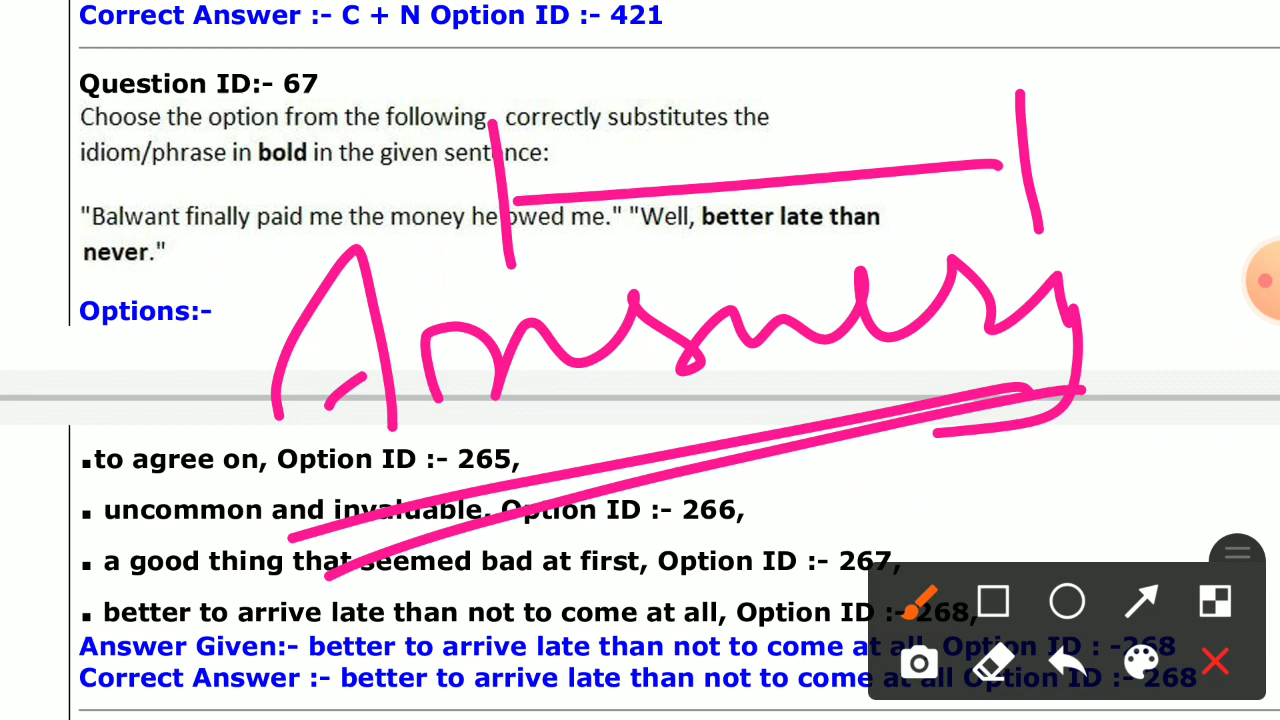 Correct Answer :- C + N Option ID :- 421
Question ID:- 67
Choose the option from the following, correctly substitutes the
idiom/phrase in bold in the given sentence:
"Balwant finally paid me the money he owed me." "Well, better late than
never."
Options:-
Answer
.to agree on, Option ID :- 265,
. uncommon and invaluable, Option ID :- 266,
. a good thing that seemed bad at first, Option ID :- 267,
. better to arrive late than not to come at all, Option ID :- 268,
Answer Given:- better to arrive late than not to come at all, Option ID : -268
Correct Answer :- better to arrive late than not to come at all Option ID :- 268